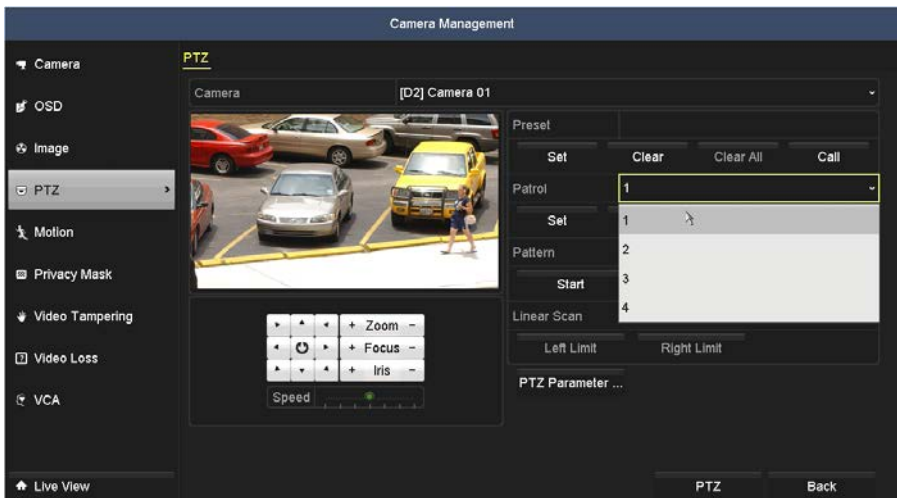 Camera Management
Camera
OSD
Image
PTZ
Motion
Privacy Mask
Video Tampering
Video Loss
VCA
Live View
PTZ
Camera [D2] Camera 01
Preset
Set Clear Clear All Call
Patrol 1
Set
1
2
3
4
Pattern
Start
Linear Scan
Left Limit Right Limit
PTZ Parameter ...
+ Zoom -
+ Focus -
+ Iris -
Speed
PTZ Back